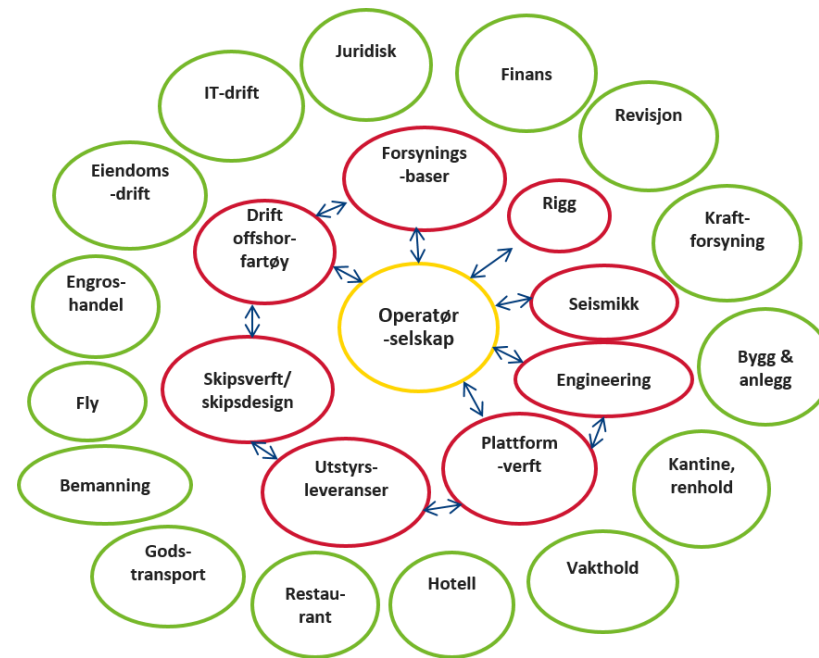 Juridisk
Finans
IT-drift
Revisjon
Forsynings
-baser
Eiendoms
-drift
Rigg
Drift
offshor-
fartøy
Kraft-
forsyning
Engros-
handel
Seismikk
Operatør
-selskap
Bygg &
anlegg
Skipsverft/
skipsdesign
Engineering
Fly
Plattform
-verft
Utstyrs-
leveranser
Kantine,
renhold
Bemanning
Gods-
transport
Vakthold
Hotell
Restau-
rant